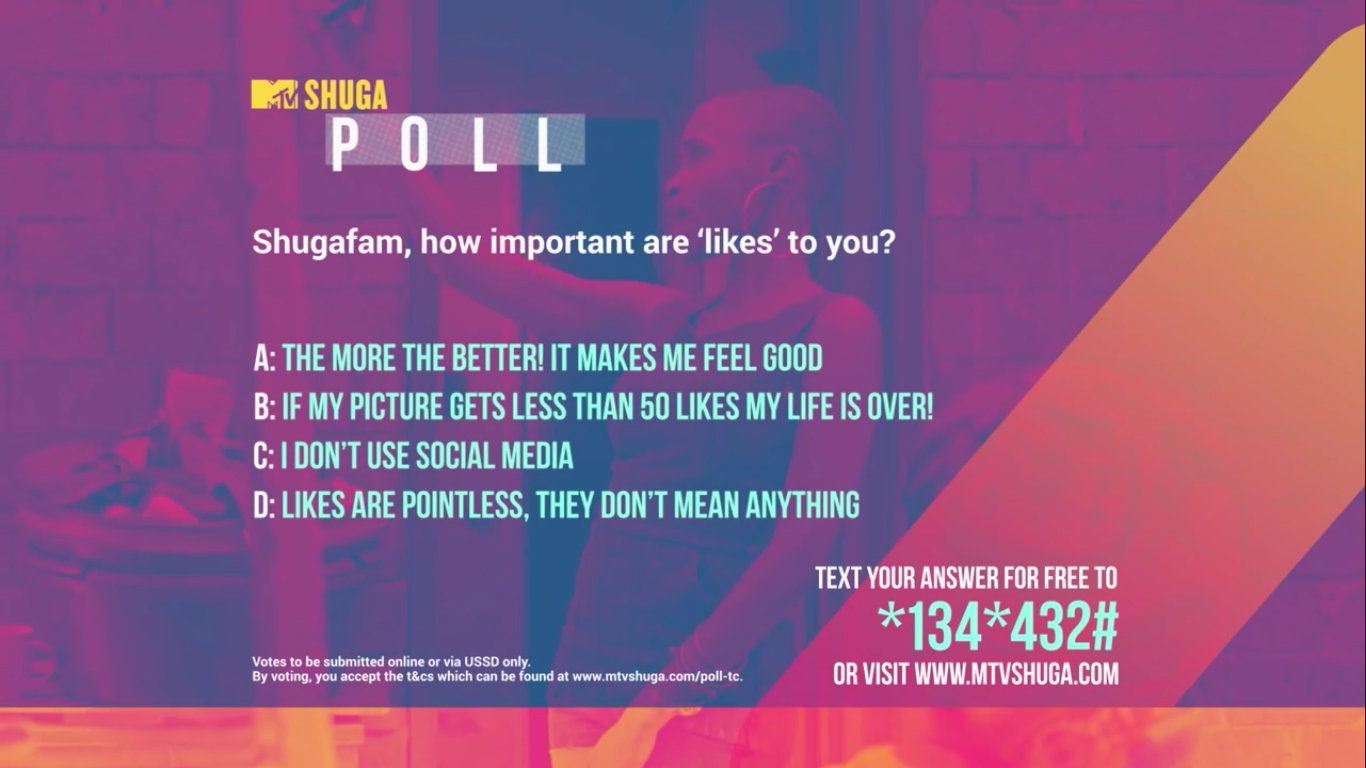 MTV SHUGA
POLL
Shugafam, how important are ‘likes’ to you?
A: THE MORE THE BETTER! IT MAKES ME FEEL GOOD
B: IF MY PICTURE GETS LESS THAN 50 LIKES MY LIFE IS OVER!
C: I DON’T USE SOCIAL MEDIA
D: LIKES ARE POINTLESS, THEY DON’T MEAN ANYTHING
TEXT YOUR ANSWER FOR FREE TO
*134*432#
OR VISIT WWW.MTVSHUGA.COM
Votes to be submitted online or via USSD only.
By voting, you accept the t&cs which can be found at www.mtvshuga.com/poll-tc.